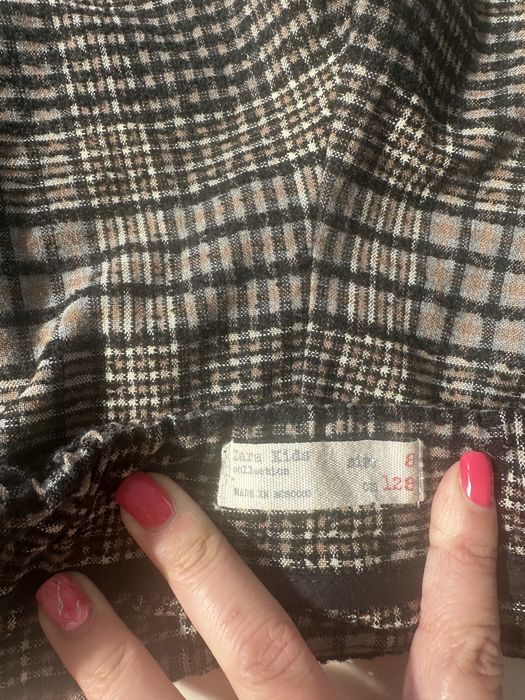 Zara Kids
collection
MADE IN MOROCCO
size 8
cm 128